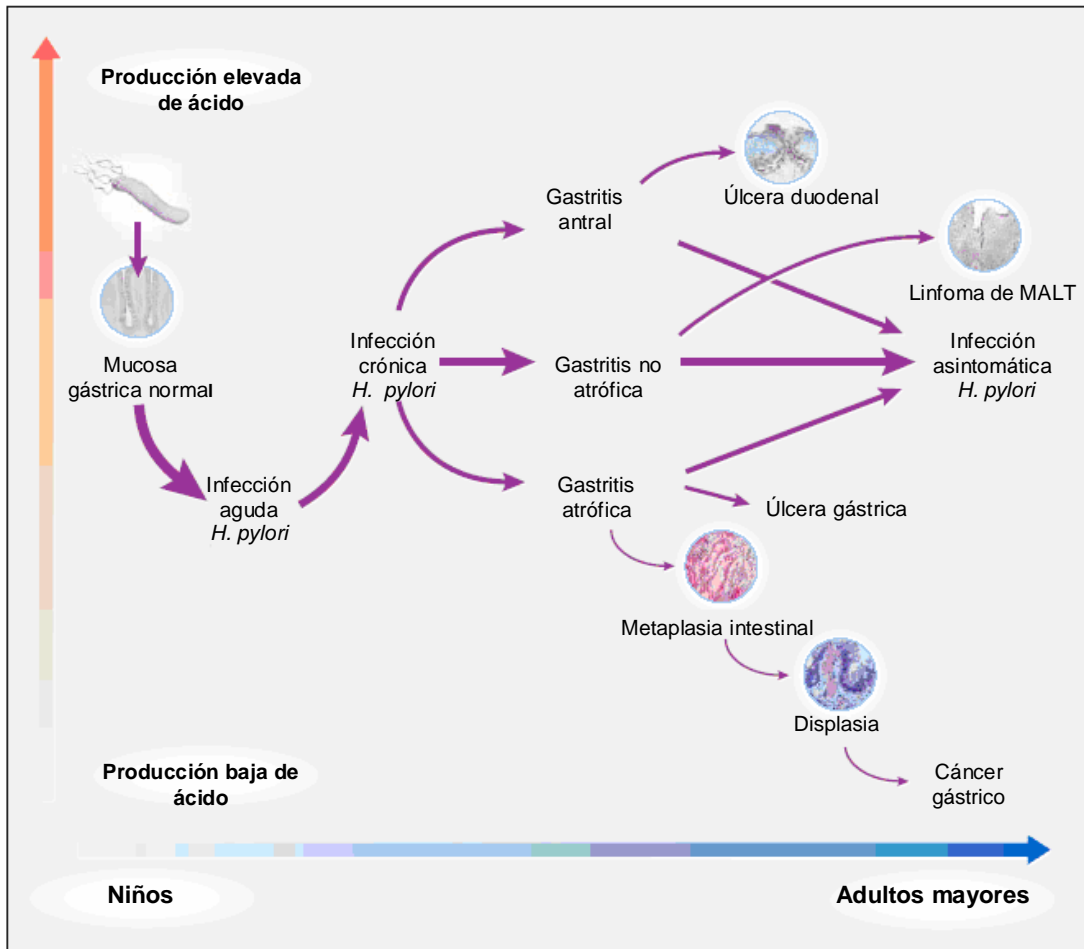 Producción elevada
de ácido
Úlcera duodenal
Gastritis
antral
Linfoma de MALT
Mucosa
gástrica normal
Infección
crónica
H. pylori
Gastritis no
atrófica
Infección
asintomática
H. pylori
Infección
aguda
H. pylori
Gastritis
atrófica
Úlcera gástrica
Metaplasia intestinal
Displasia
Cáncer
gástrico
Producción baja de
ácido
Niños
Adultos mayores